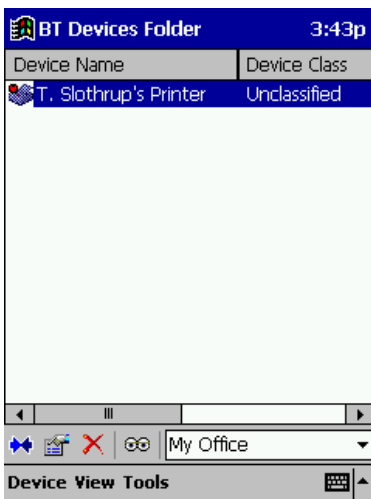 BT Devices Folder 3:43p
Device Name Device Class
T. Slothrup's Printer Unclassified
My Office
Device View Tools